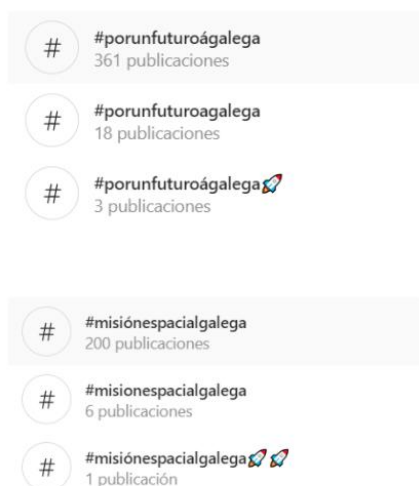 #
#porunfuturoágalega
361 publicaciones
#
#porunfuturoagalega
18 publicaciones
#
#porunfuturoágalega🚀
3 publicaciones
#
#misiónespacialgalega
200 publicaciones
#
#misionespacialgalega
6 publicaciones
#
#misiónespacialgalega🚀🚀
1 publicación